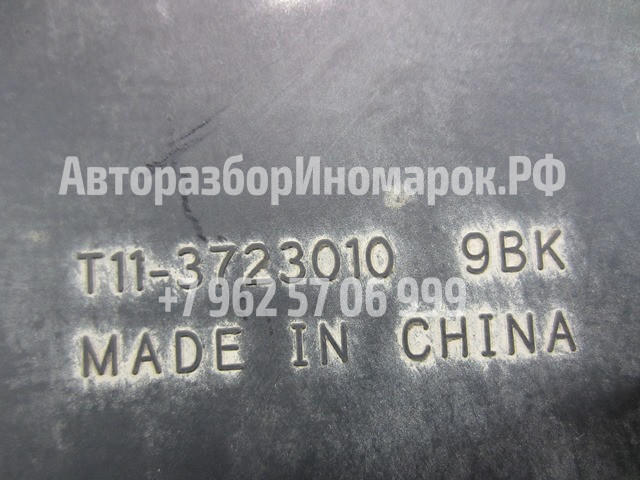 АвторазборИномарок.РФ
T11-3723010 9BK
+7 962 57 06 999
MADE IN CHINA